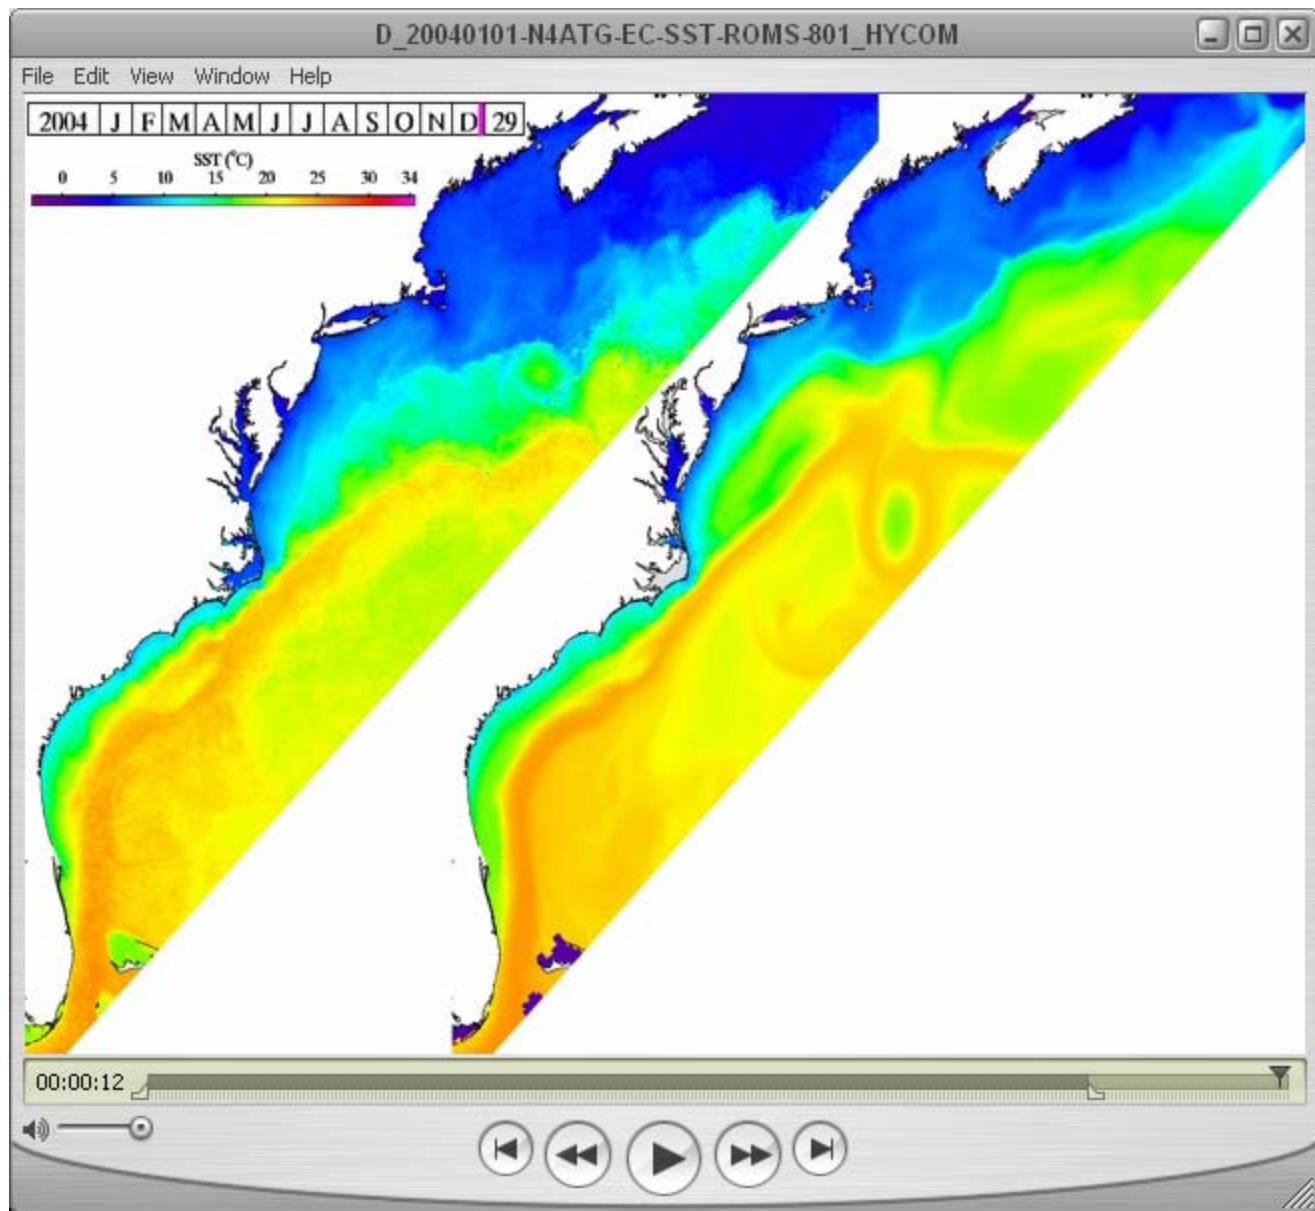 D_20040101-N4ATG-EC-SST-ROMS-801_HYCOM
File Edit View Window Help
2004 J F M A M J J A S O N D 29
SST (°C)
0 5 10 15 20 25 30 34
00:00:12